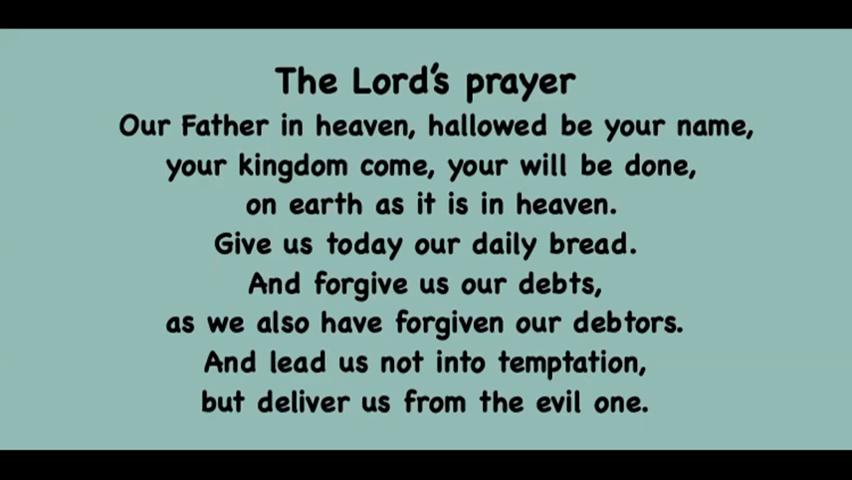 The Lord's prayer
Our Father in heaven, hallowed be your name,
your kingdom come, your will be done,
on earth as it is in heaven.
Give us today our daily bread.
And forgive us our debts,
as we also have forgiven our debtors.
And lead us not into temptation,
but deliver us from the evil one.